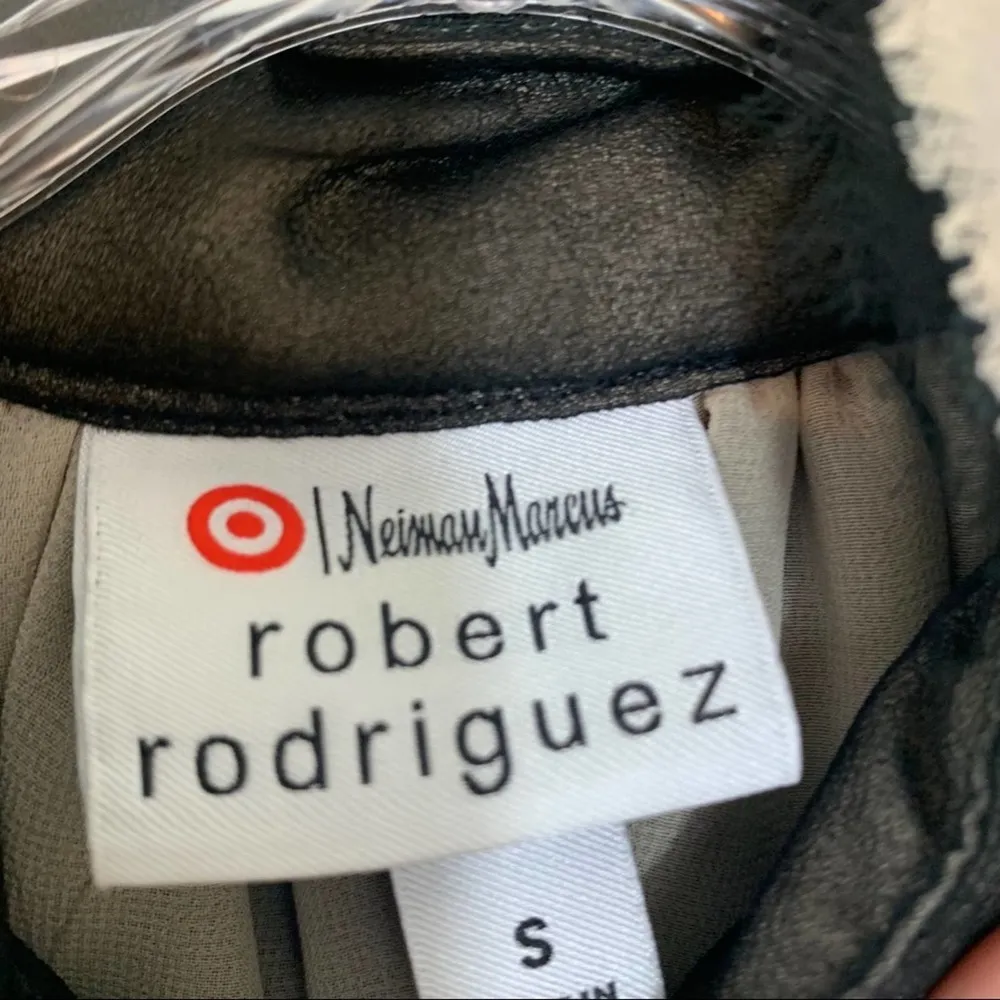 | Neiman Marcus
robert
rodriguez
S